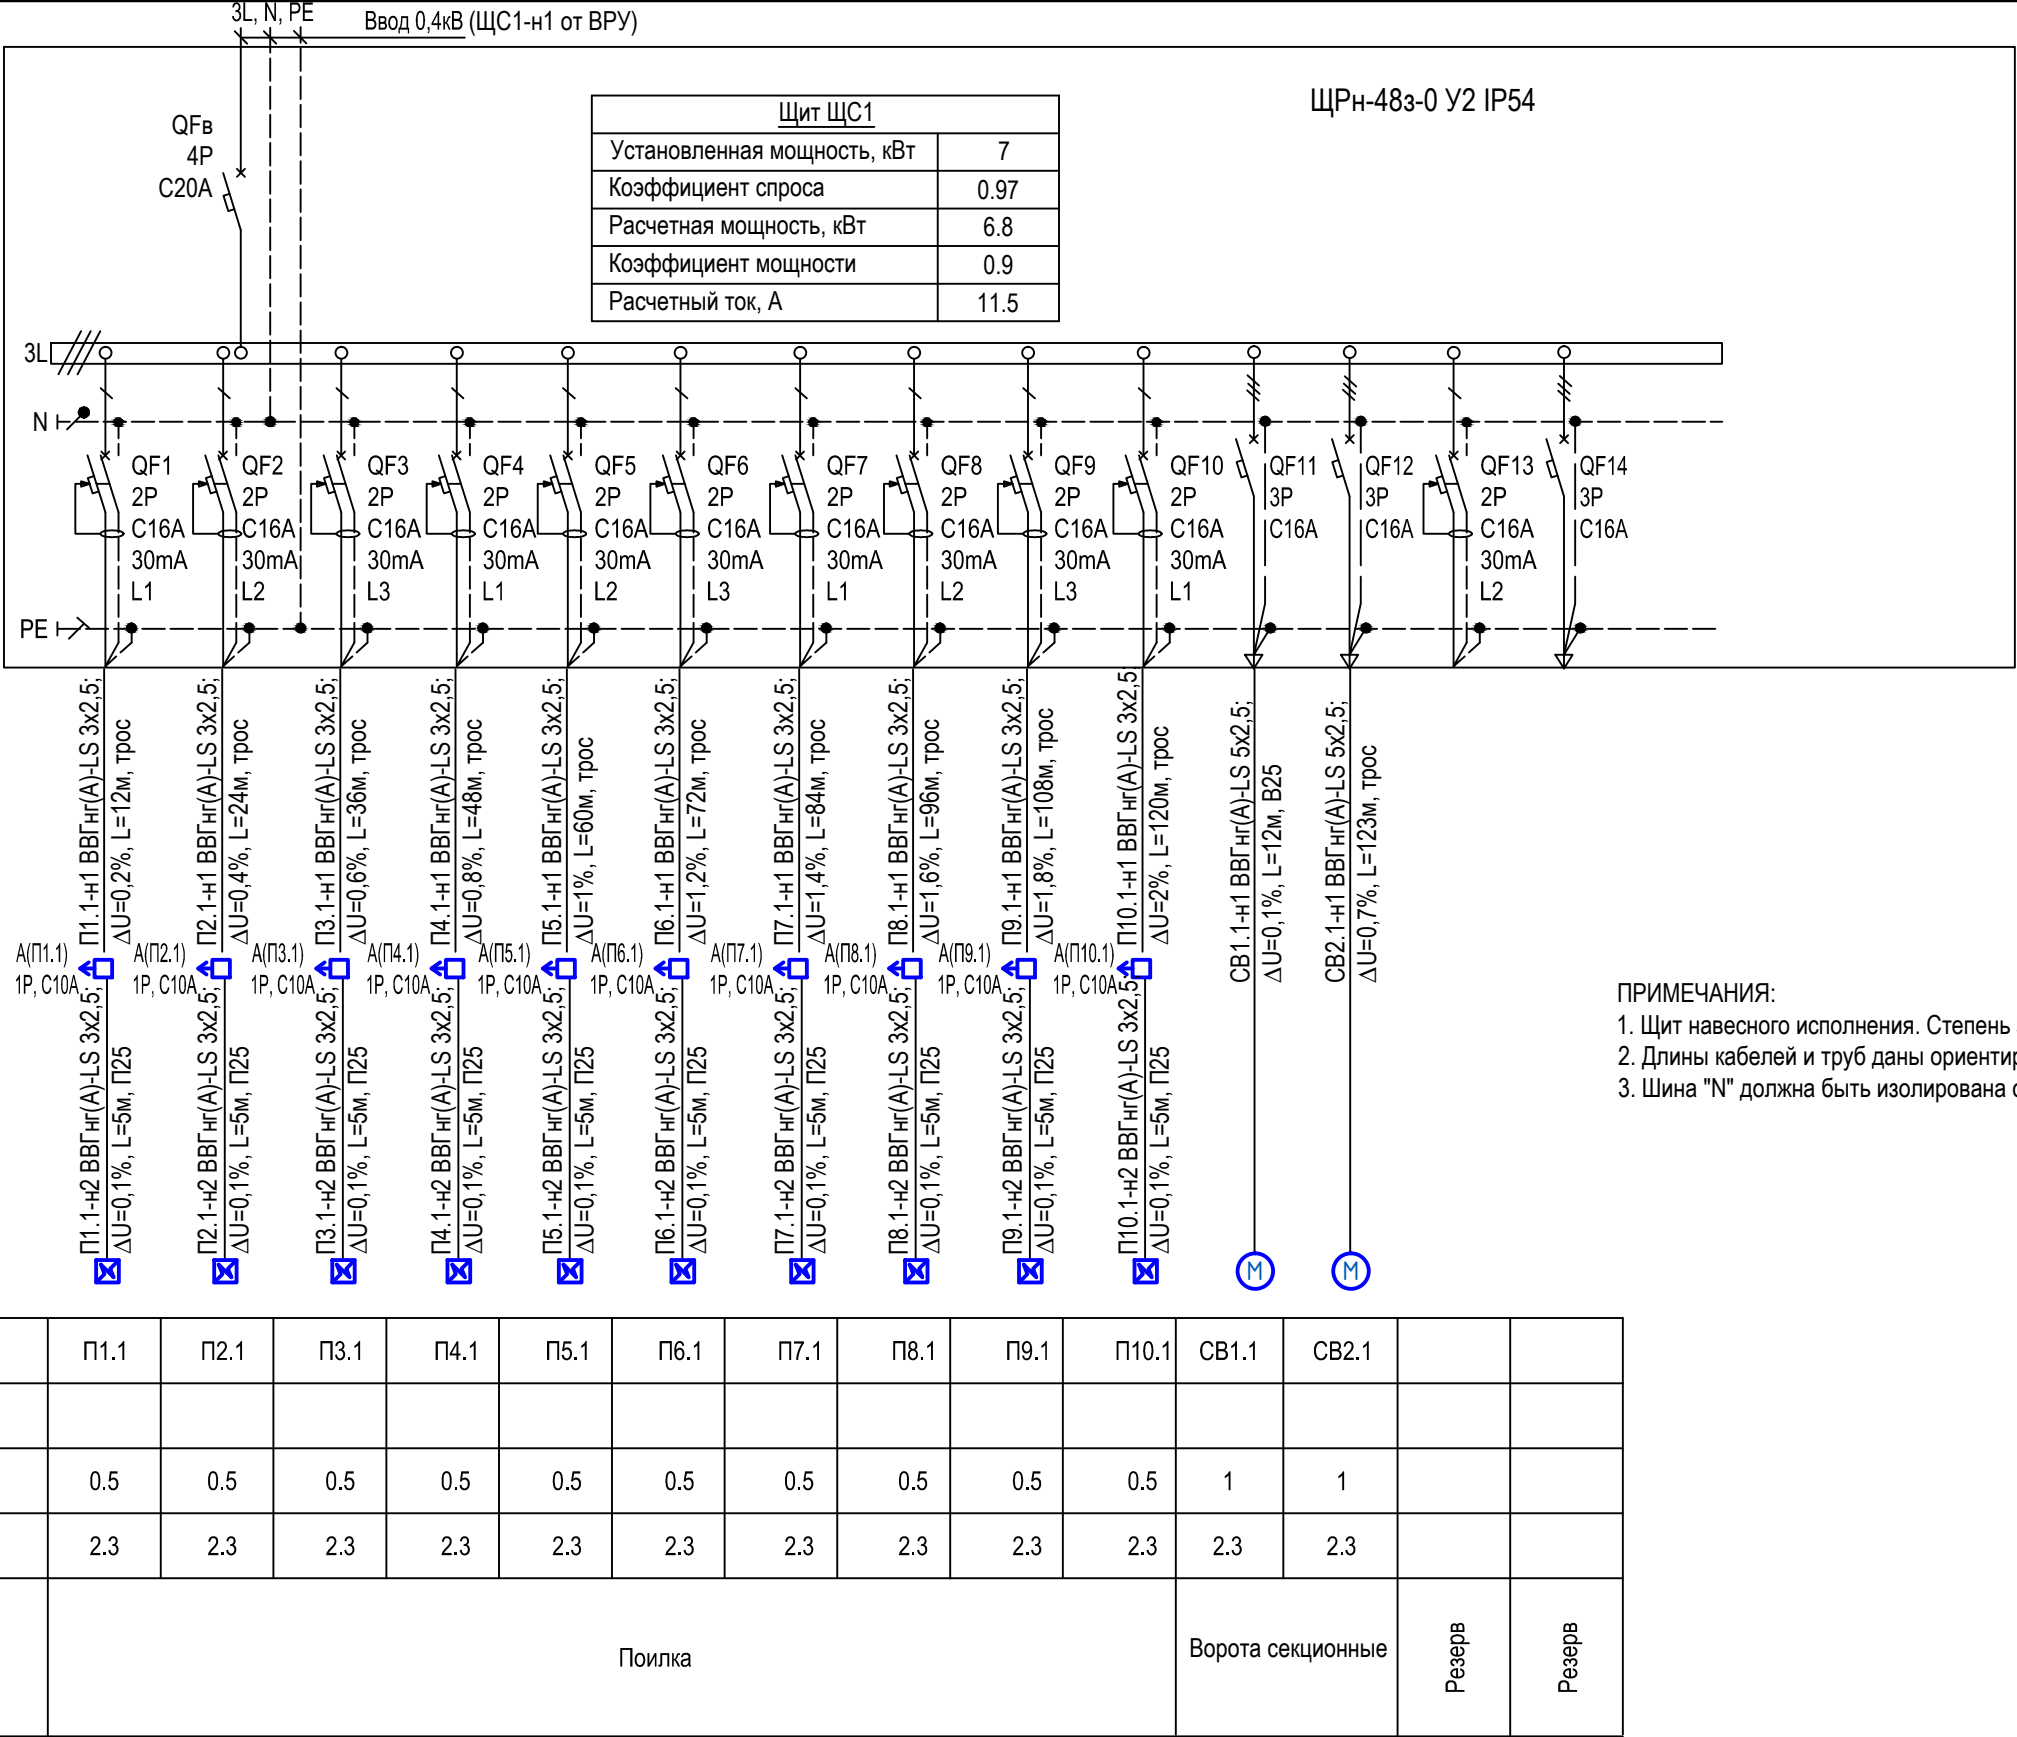 3L, N, PE
Ввод 0,4кВ (ЩС1-н1 от ВРУ)
ЩРн-48з-0 У2 IP54
QFв
4P
C20A
Щит ЩС1
Установленная мощность, кВт 7
Коэффициент спроса 0.97
Расчетная мощность, кВт 6.8
Коэффициент мощности 0.9
Расчетный ток, А 11.5
3L
N
PE
QF1
2P
C16A
30mA
L1
QF2
2P
C16A
30mA
L2
QF3
2P
C16A
30mA
L3
QF4
2P
C16A
30mA
L1
QF5
2P
C16A
30mA
L2
QF6
2P
C16A
30mA
L3
QF7
2P
C16A
30mA
L1
QF8
2P
C16A
30mA
L2
QF9
2P
C16A
30mA
L3
QF10
2P
C16A
30mA
L1
QF11
3P
C16A
QF12
3P
C16A
QF13
2P
C16A
30mA
L2
QF14
3P
C16A
П1.1-н1 ВВГнг(А)-LS 3х2,5;
ΔU=0,2%, L=12м, трос
П2.1-н1 ВВГнг(А)-LS 3х2,5;
ΔU=0,4%, L=24м, трос
П3.1-н1 ВВГнг(А)-LS 3х2,5;
ΔU=0,6%, L=36м, трос
П4.1-н1 ВВГнг(А)-LS 3х2,5;
ΔU=0,8%, L=48м, трос
П5.1-н1 ВВГнг(А)-LS 3х2,5;
ΔU=1%, L=60м, трос
П6.1-н1 ВВГнг(А)-LS 3х2,5;
ΔU=1,2%, L=72м, трос
П7.1-н1 ВВГнг(А)-LS 3х2,5;
ΔU=1,4%, L=84м, трос
П8.1-н1 ВВГнг(А)-LS 3х2,5;
ΔU=1,6%, L=96м, трос
П9.1-н1 ВВГнг(А)-LS 3х2,5;
ΔU=1,8%, L=108м, трос
П10.1-н1 ВВГнг(А)-LS 3х2,5;
ΔU=2%, L=120м, трос
СВ1.1-н1 ВВГнг(А)-LS 5х2,5;
ΔU=0,1%, L=12м, В25
СВ2.1-н1 ВВГнг(А)-LS 5х2,5;
ΔU=0,7%, L=123м, трос
А(П1.1)
1P, C10A
А(П2.1)
1P, C10A
А(П3.1)
1P, C10A
А(П4.1)
1P, C10A
А(П5.1)
1P, C10A
А(П6.1)
1P, C10A
А(П7.1)
1P, C10A
А(П8.1)
1P, C10A
А(П9.1)
1P, C10A
А(П10.1)
1P, C10A
П1.1-н2 ВВГнг(А)-LS 3х2,5;
ΔU=0,1%, L=5м, П25
П2.1-н2 ВВГнг(А)-LS 3х2,5;
ΔU=0,1%, L=5м, П25
П3.1-н2 ВВГнг(А)-LS 3х2,5;
ΔU=0,1%, L=5м, П25
П4.1-н2 ВВГнг(А)-LS 3х2,5;
ΔU=0,1%, L=5м, П25
П5.1-н2 ВВГнг(А)-LS 3х2,5;
ΔU=0,1%, L=5м, П25
П6.1-н2 ВВГнг(А)-LS 3х2,5;
ΔU=0,1%, L=5м, П25
П7.1-н2 ВВГнг(А)-LS 3х2,5;
ΔU=0,1%, L=5м, П25
П8.1-н2 ВВГнг(А)-LS 3х2,5;
ΔU=0,1%, L=5м, П25
П9.1-н2 ВВГнг(А)-LS 3х2,5;
ΔU=0,1%, L=5м, П25
П10.1-н2 ВВГнг(А)-LS 3х2,5;
ΔU=0,1%, L=5м, П25
М
М
ПРИМЕЧАНИЯ:
1. Щит навесного исполнения. Степень
2. Длины кабелей и труб даны
3. Шина "N" должна быть изолирована
П1.1 П2.1 П3.1 П4.1 П5.1 П6.1 П7.1 П8.1 П9.1 П10.1 СВ1.1 СВ2.1
0.5 0.5 0.5 0.5 0.5 0.5 0.5 0.5 0.5 0.5 1 1
2.3 2.3 2.3 2.3 2.3 2.3 2.3 2.3 2.3 2.3 2.3 2.3
Поилка
Ворота секционные
Резерв
Резерв